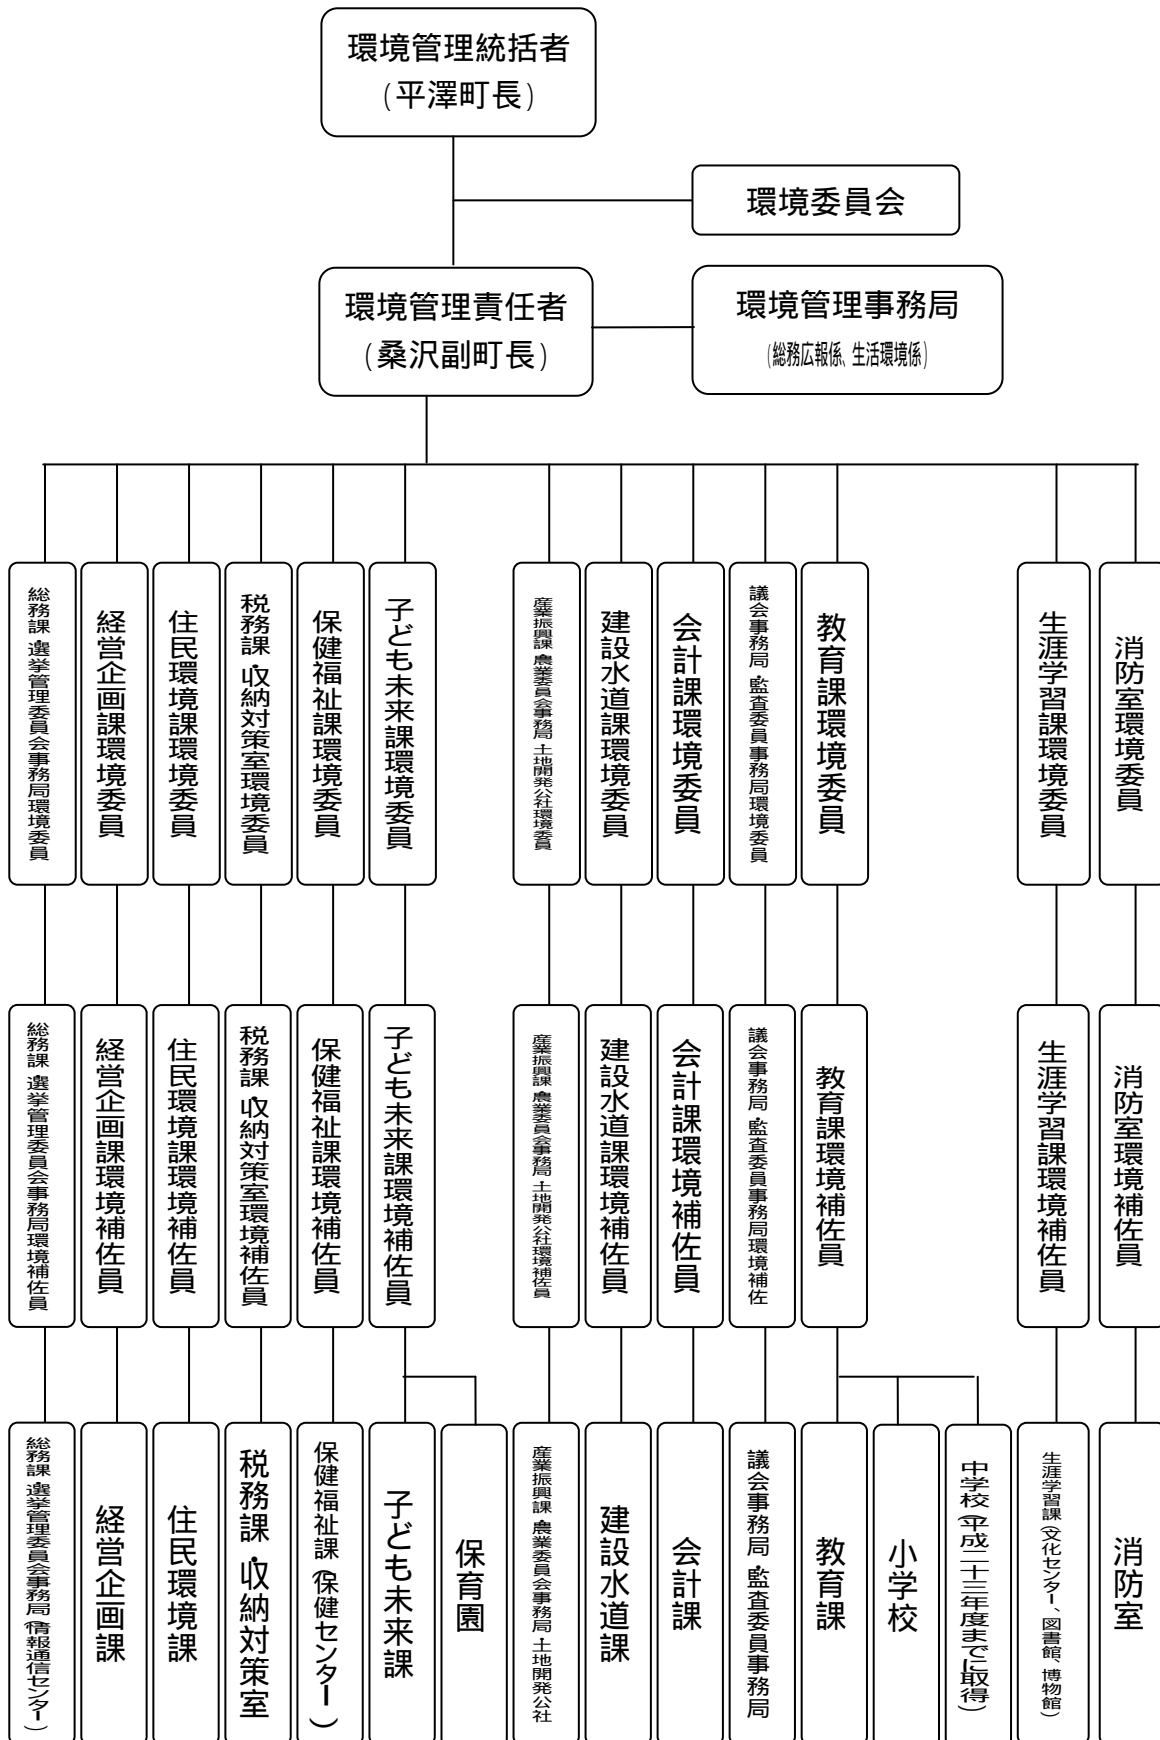 環境管理統括者
(平澤町長)
環境委員会
環境管理責任者
(桑沢副町長)
環境管理事務局
(総務広報係、生活環境係)
総務課・選挙管理委員会事務局環境委員
経営企画課環境委員
住民環境課環境委員
税務課・収納対策室環境委員
保健福祉課環境委員
子ども未来課環境委員
産業振興課・農業委員会事務局・土地開発公社環境委員
建設水道課環境委員
会計課環境委員
議会事務局・監査委員事務局環境委員
教育課環境委員
生涯学習課環境委員
消防室環境委員
総務課・選挙管理委員会事務局環境補佐員
経営企画課環境補佐員
住民環境課環境補佐員
税務課・収納対策室環境補佐員
保健福祉課環境補佐員
子ども未来課環境補佐員
産業振興課・農業委員会事務局・土地開発公社環境補佐員
建設水道課環境補佐員
会計課環境補佐員
議会事務局・監査委員事務局環境補佐
教育課環境補佐員
生涯学習課環境補佐員
消防室環境補佐員
総務課・選挙管理委員会事務局(情報通信センター)
経営企画課
住民環境課
税務課・収納対策室
保健福祉課(保健センター)
子ども未来課
保育園
産業振興課・農業委員会事務局・土地開発公社
建設水道課
会計課
議会事務局・監査委員事務局
教育課
小学校
中学校(平成二十三年度までに取得)
生涯学習課(文化センター、図書館、博物館)
消防室